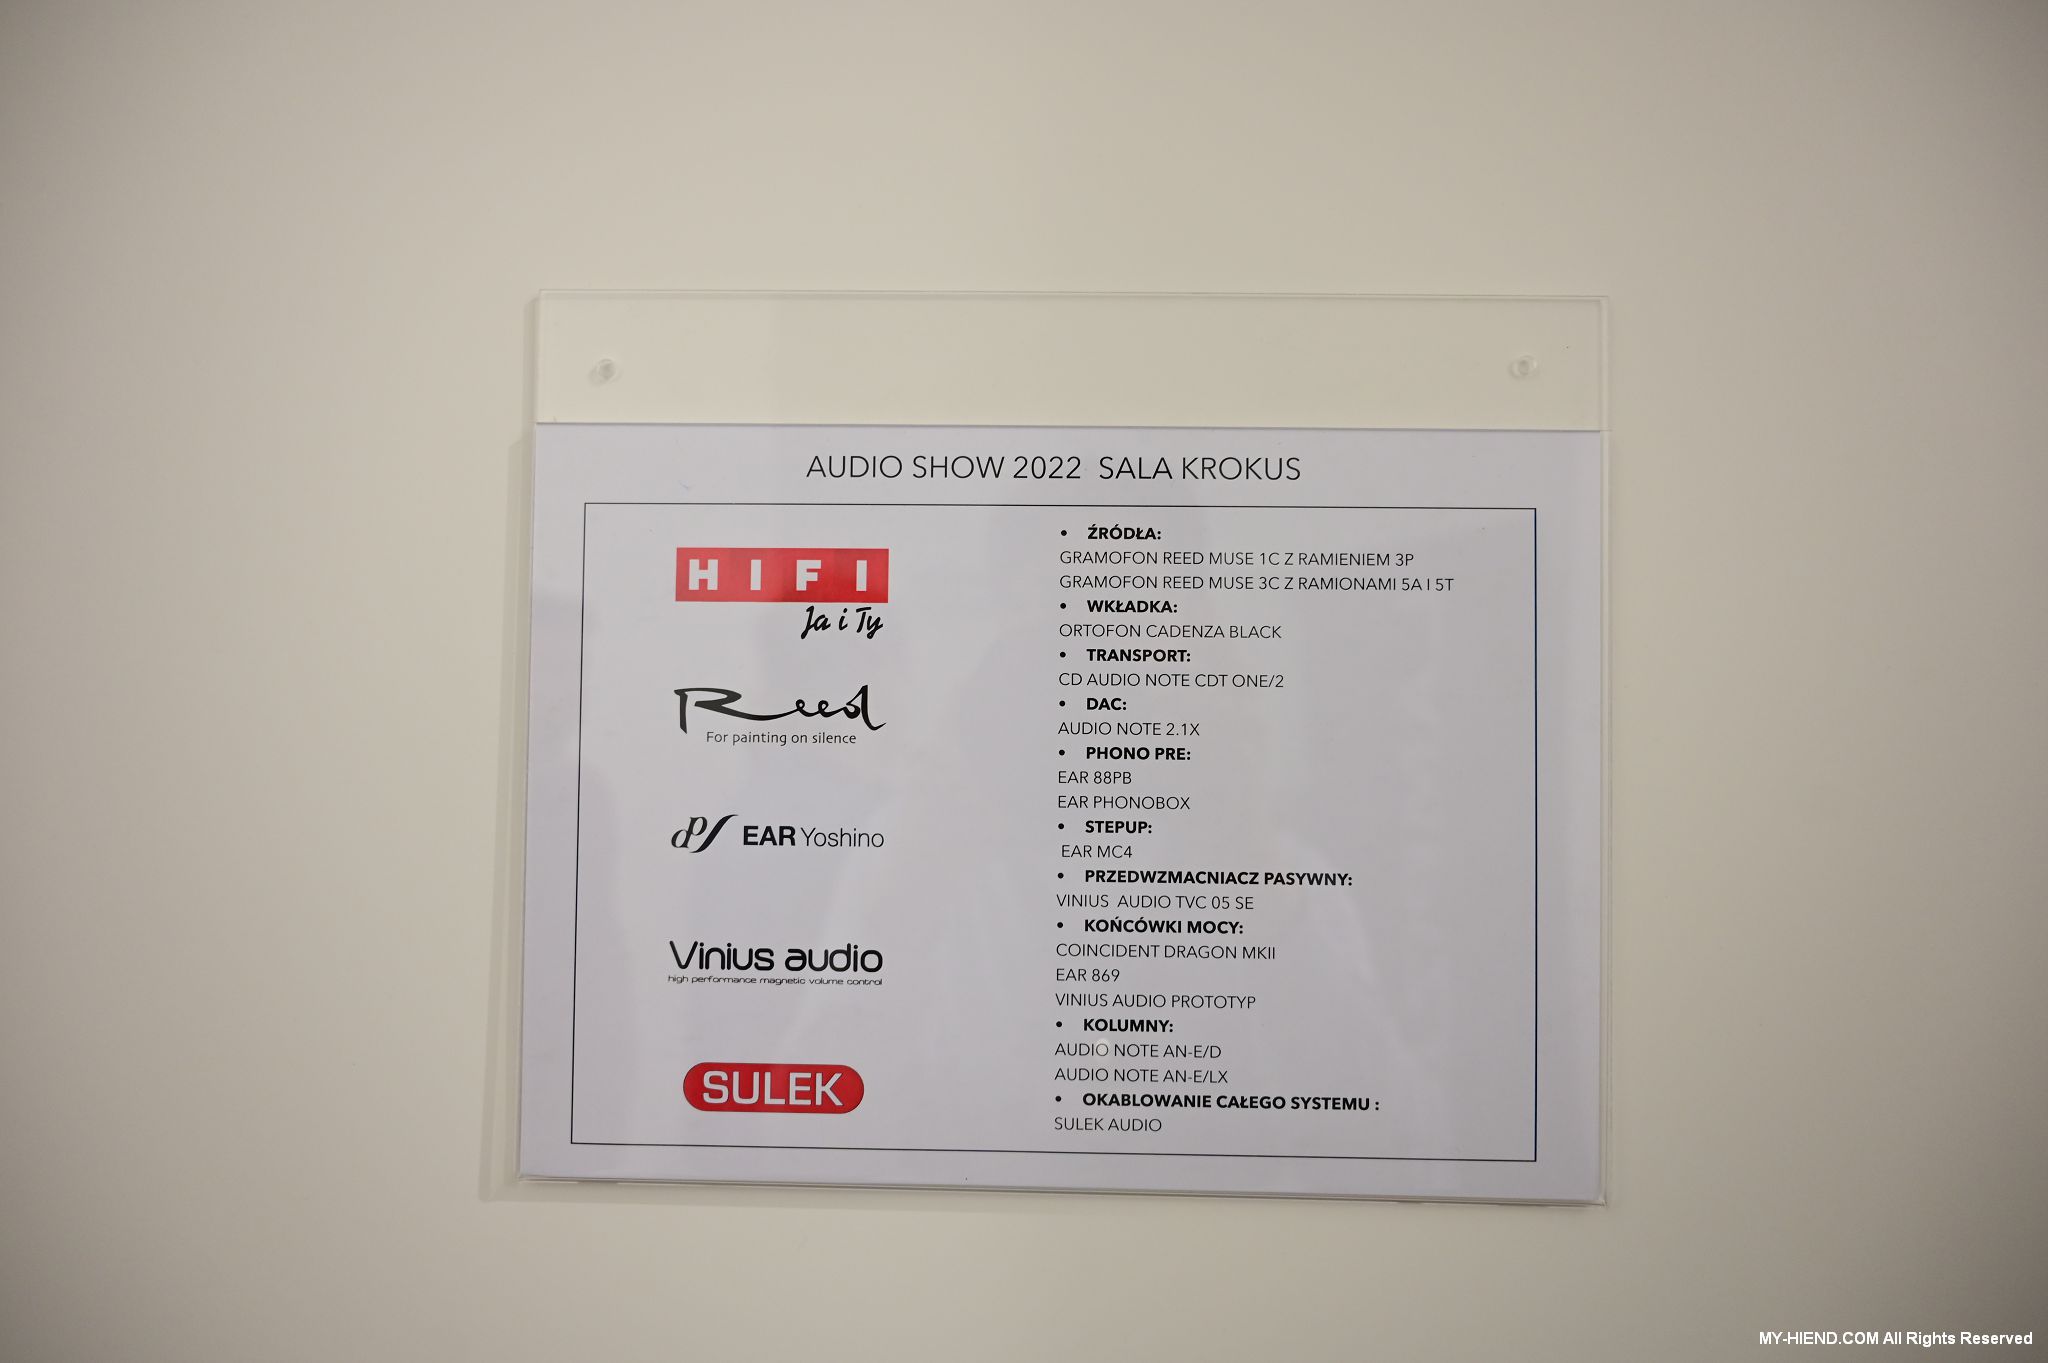 AUDIO SHOW 2022 SALA KROKUS
HIFI
Ja i Ty
Reed
For painting on silence
EAR Yoshino
Vinius audio
high performance magnetic volume control
SULEK
• ŹRÓDŁA:
GRAMOFON REED MUSE 1C Z RAMIENIEM 3P
GRAMOFON REED MUSE 3C Z RAMIONAMI 5A I 5T
• WKŁADKA:
ORTOFON CADENZA BLACK
• TRANSPORT:
CD AUDIO NOTE CDT ONE/2
• DAC:
AUDIO NOTE 2.1X
• PHONO PRE:
EAR 88PB
EAR PHONOBOX
• STEPUP:
EAR MC4
• PRZEDWZMACNIACZ PASYWNY:
VINIUS AUDIO TVC 05 SE
• KOŃCÓWKI MOCY:
COINCIDENT DRAGON MKII
EAR 869
VINIUS AUDIO PROTOTYP
• KOLUMNY:
AUDIO NOTE AN-E/D
AUDIO NOTE AN-E/LX
• OKABLOWANIE CAŁEGO SYSTEMU :
SULEK AUDIO
MY-HIEND.COM All Rights Reserved